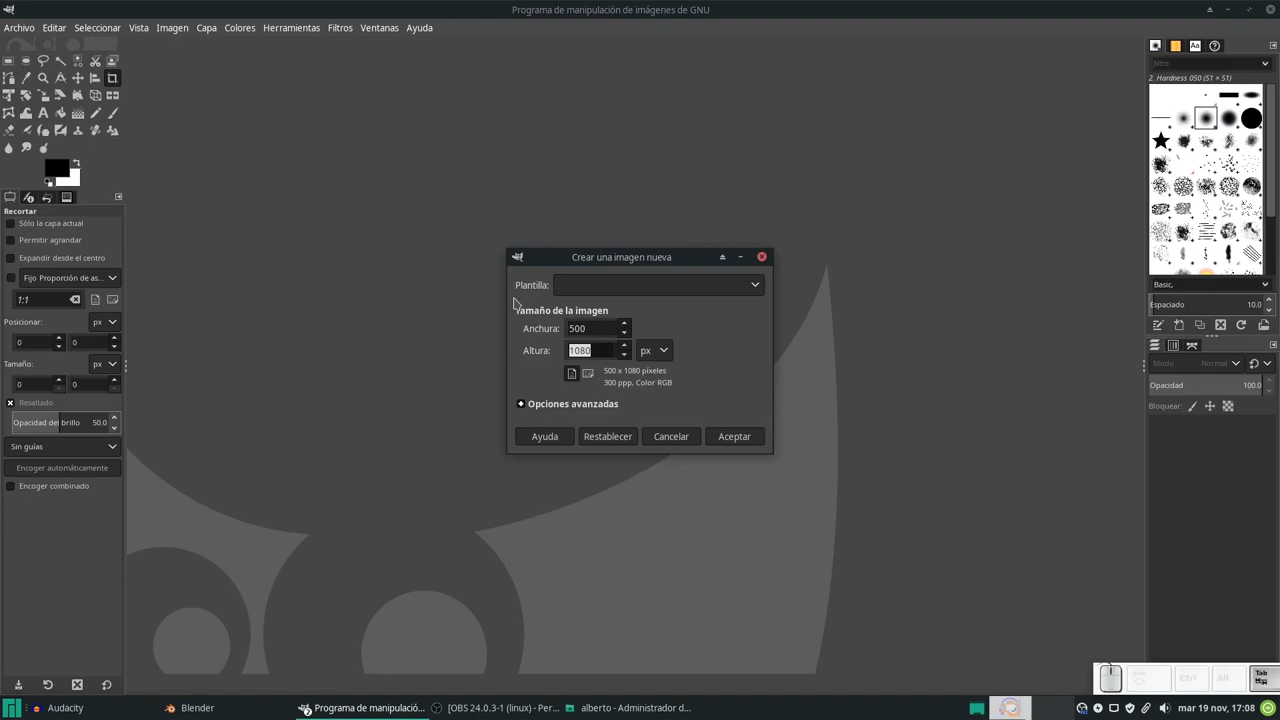 Programa de manipulación de imágenes de GNU
Archivo Editar Seleccionar Vista Imagen Capa Colores Herramientas Filtros Ventanas Ayuda
filtro
2. Hardness 050 (51 × 51)
Recortar
Sólo la capa actual
Permitir agrandar
Expandir desde el centro
Fijo Proporción de as...
1:1
Posicionar: px
0 0
Tamaño: px
0 0
Resaltado
Opacidad del brillo 50.0
Sin guías
Encoger automáticamente
Encoger combinado
Crear una imagen nueva
Plantilla:
Tamaño de la imagen
Anchura: 500
Altura: 1080 px
500 x 1080 píxeles
300 ppp, Color RGB
Opciones avanzadas
Ayuda Restablecer Cancelar Aceptar
Basic,
Espaciado 10.0
Modo Normal
Opacidad 100.0
Bloquear:
Ctrl Alt Tab
Audacity Blender Programa de manipulació... [OBS 24.0.3-1 (linux) - Per... alberto - Administrador d... mar 19 nov, 17:08